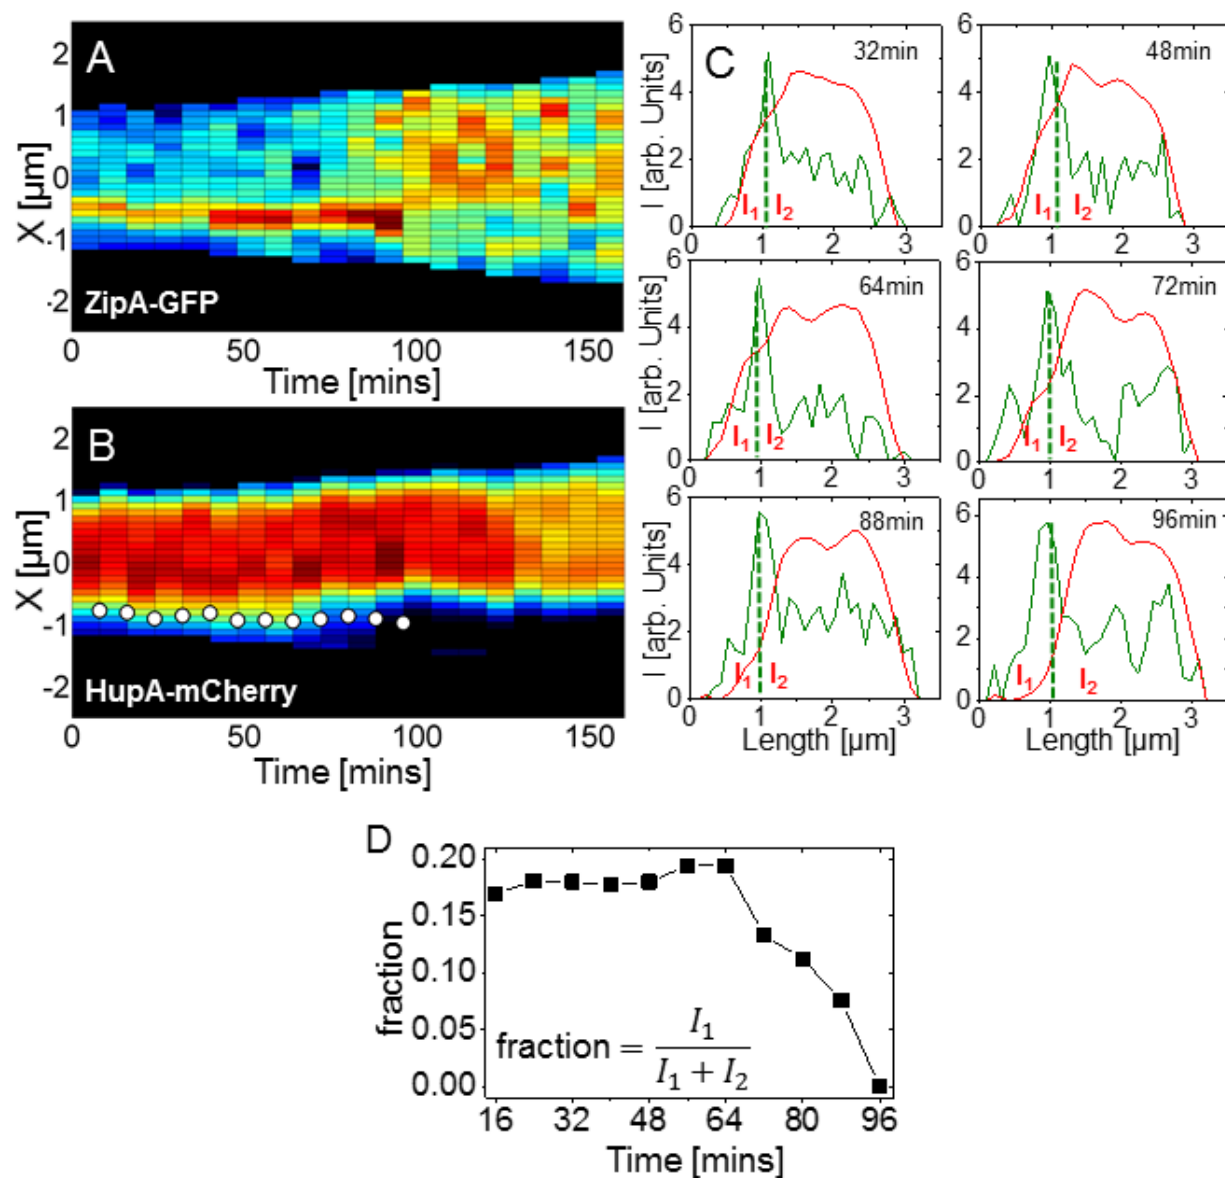 A
X [µm]
2
1
0
-1
-2
ZipA-GFP
0 50 100 150
Time [mins]
B
X [µm]
2
1
0
-1
-2
HupA-mCherry
0 50 100 150
Time [mins]
C
I [arb. Units]
6
4
2
0
32min
I₁ I₂
0 1 2 3
6
4
2
0
48min
I₁ I₂
0 1 2 3
I [arb. Units]
6
4
2
0
64min
I₁ I₂
0 1 2 3
6
4
2
0
72min
I₁ I₂
0 1 2 3
I [arb. Units]
6
4
2
0
88min
I₁ I₂
0 1 2 3
Length [µm]
6
4
2
0
96min
I₁ I₂
0 1 2 3
Length [µm]
D
fraction
0.20
0.15
0.10
0.05
0.00
fraction = I₁ / (I₁ + I₂)
16 32 48 64 80 96
Time [mins]